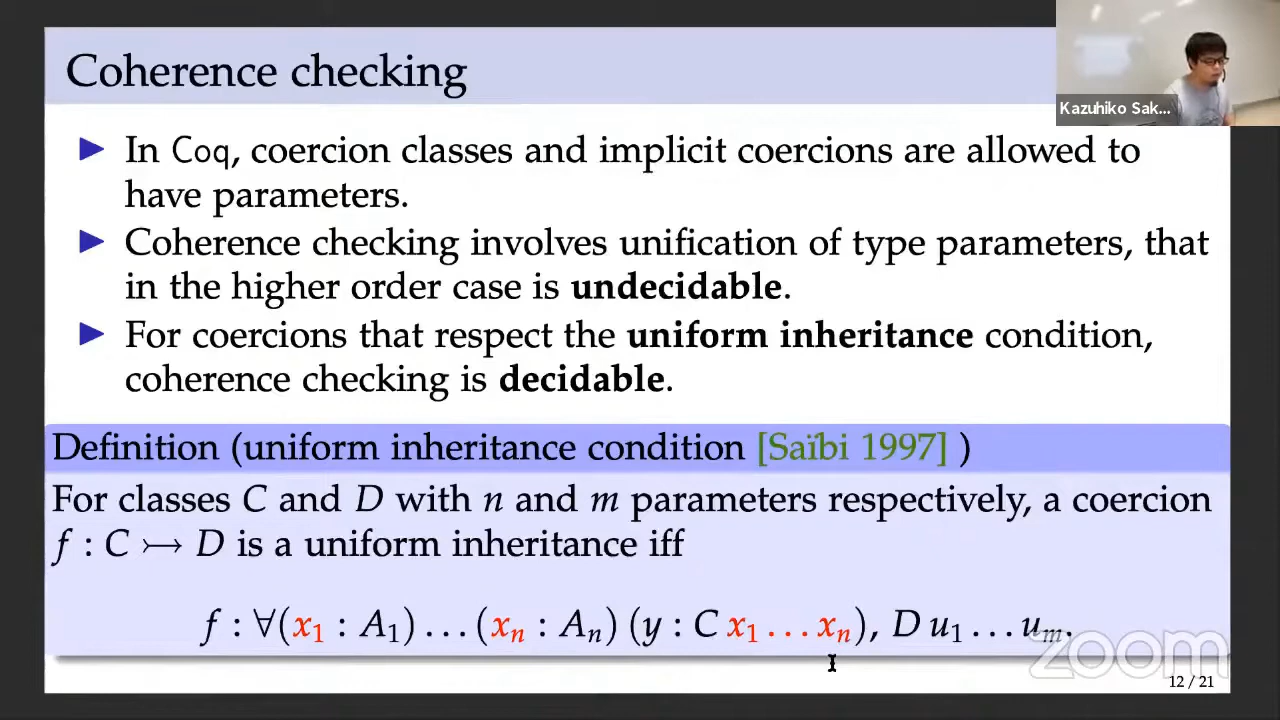 Coherence checking
Kazuhiko Sak...
▶ In Coq, coercion classes and implicit coercions are allowed to
have parameters.
▶ Coherence checking involves unification of type parameters, that
in the higher order case is undecidable.
▶ For coercions that respect the uniform inheritance condition,
coherence checking is decidable.
Definition (uniform inheritance condition [Saïbi 1997] )
For classes C and D with n and m parameters respectively, a coercion
f : C ↣ D is a uniform inheritance iff
f : ∀(x₁ : A₁) … (xₙ : Aₙ) (y : C x₁ … xₙ), D u₁ … uₘ.
zoom
12 / 21